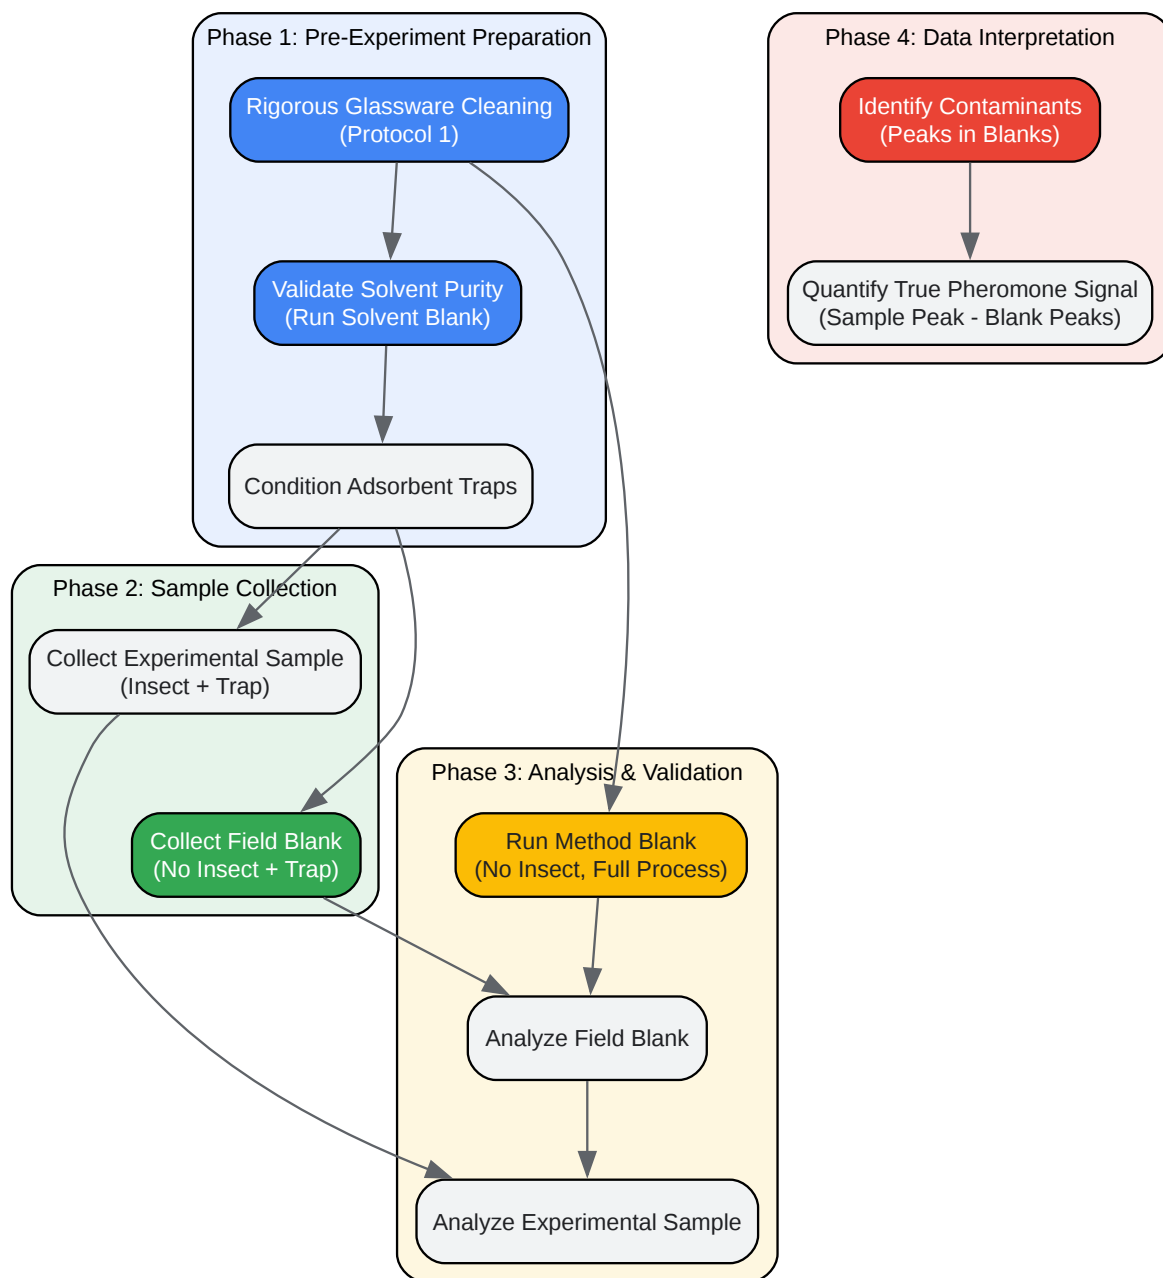 Phase 1: Pre-Experiment Preparation
Rigorous Glassware Cleaning
(Protocol 1)
Validate Solvent Purity
(Run Solvent Blank)
Condition Adsorbent Traps
Phase 2: Sample Collection
Collect Experimental Sample
(Insect + Trap)
Collect Field Blank
(No Insect + Trap)
Phase 3: Analysis & Validation
Run Method Blank
(No Insect, Full Process)
Analyze Field Blank
Analyze Experimental Sample
Phase 4: Data Interpretation
Identify Contaminants
(Peaks in Blanks)
Quantify True Pheromone Signal
(Sample Peak - Blank Peaks)